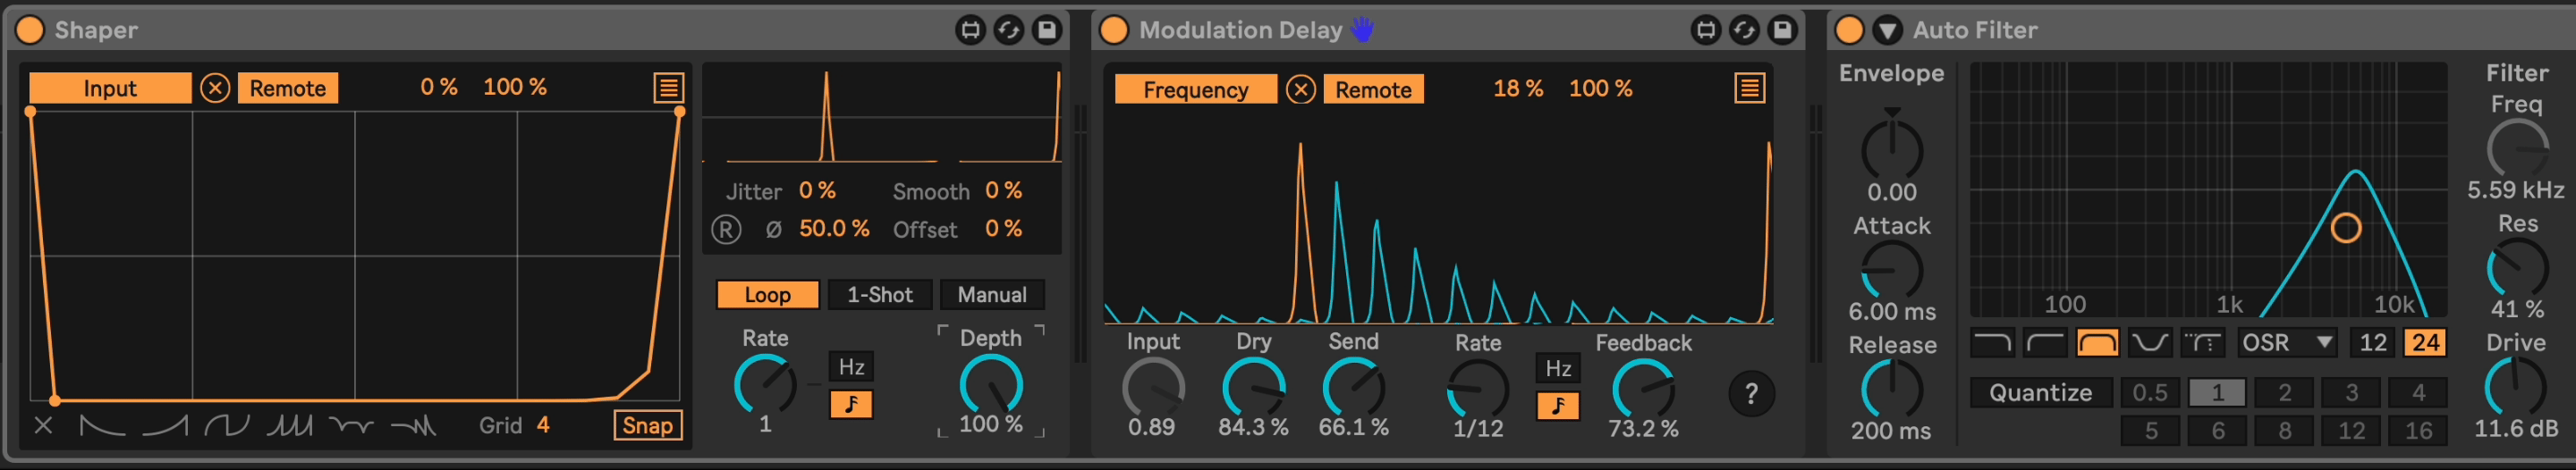 Shaper
Input Remote 0 % 100 %
Grid 4 Snap
Jitter 0 % Smooth 0 %
R Ø 50.0 % Offset 0 %
Loop 1-Shot Manual
Rate Depth
Hz
1 100 %
Modulation Delay
Frequency Remote 18 % 100 %
Input Dry Send Rate Feedback
Hz
?
0.89 84.3 % 66.1 % 1/12 73.2 %
Auto Filter
Envelope
0.00
Attack
6.00 ms
Release
200 ms
100 1k 10k
OSR 12 24
Quantize 0.5 1 2 3 4
5 6 8 12 16
Filter
Freq
5.59 kHz
Res
41 %
Drive
11.6 dB